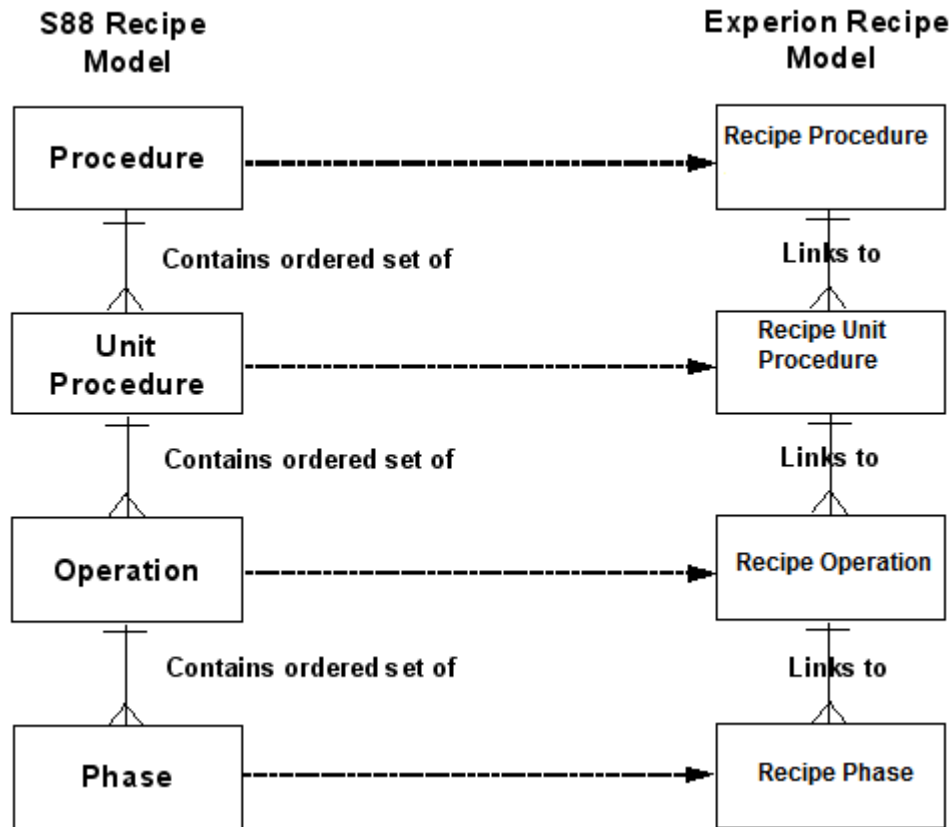 S88 Recipe
Model
Experion Recipe
Model
Procedure
Recipe Procedure
Contains ordered set of
Links to
Unit
Procedure
Recipe Unit
Procedure
Contains ordered set of
Links to
Operation
Recipe Operation
Contains ordered set of
Links to
Phase
Recipe Phase